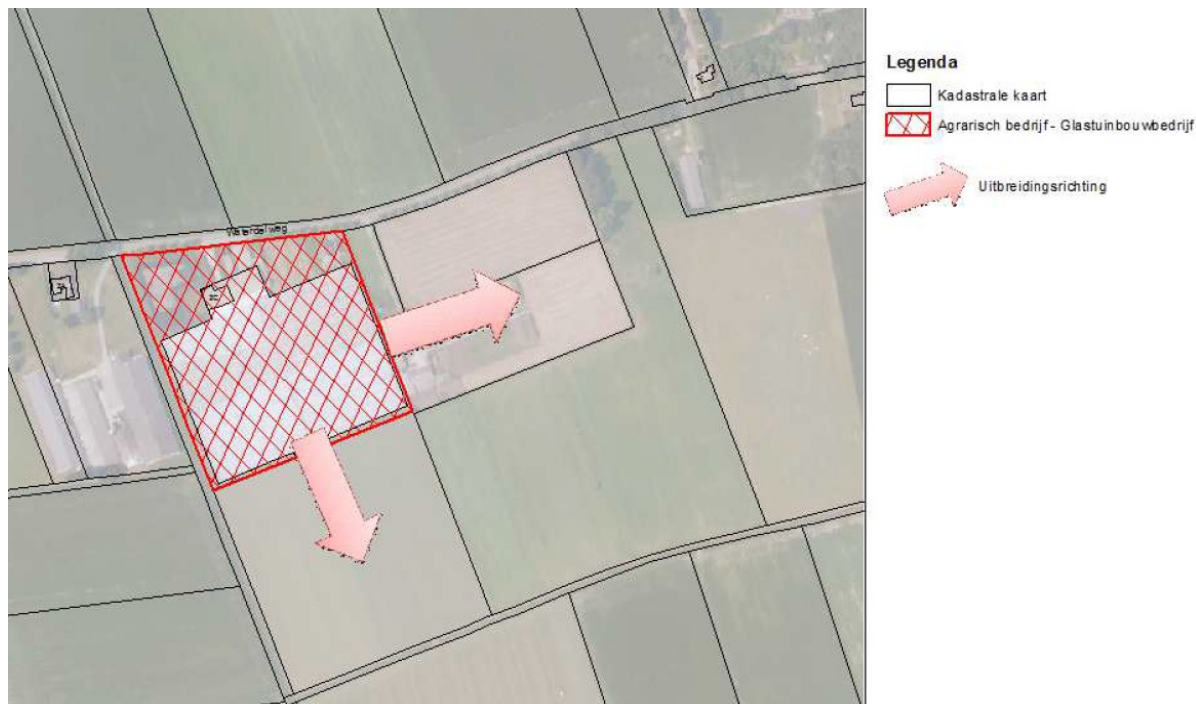 Legenda
Kadastrale kaart
Agrarisch bedrijf - Glastuinbouwbedrijf
Uitbreidingsrichting